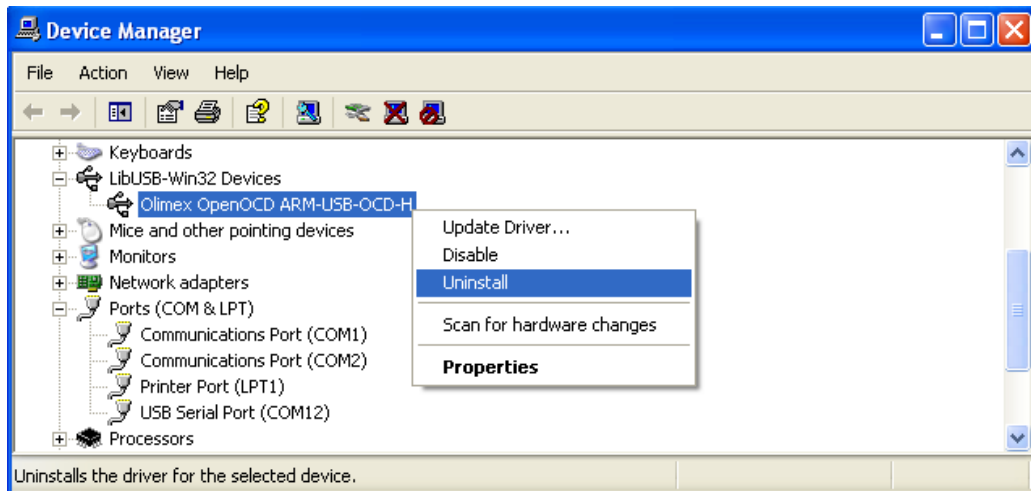 Device Manager
File Action View Help
Keyboards
LibUSB-Win32 Devices
Olimex OpenOCD ARM-USB-OCD-H
Mice and other pointing devices
Monitors
Network adapters
Ports (COM & LPT)
Communications Port (COM1)
Communications Port (COM2)
Printer Port (LPT1)
USB Serial Port (COM12)
Processors
Update Driver...
Disable
Uninstall
Scan for hardware changes
Properties
Uninstalls the driver for the selected device.